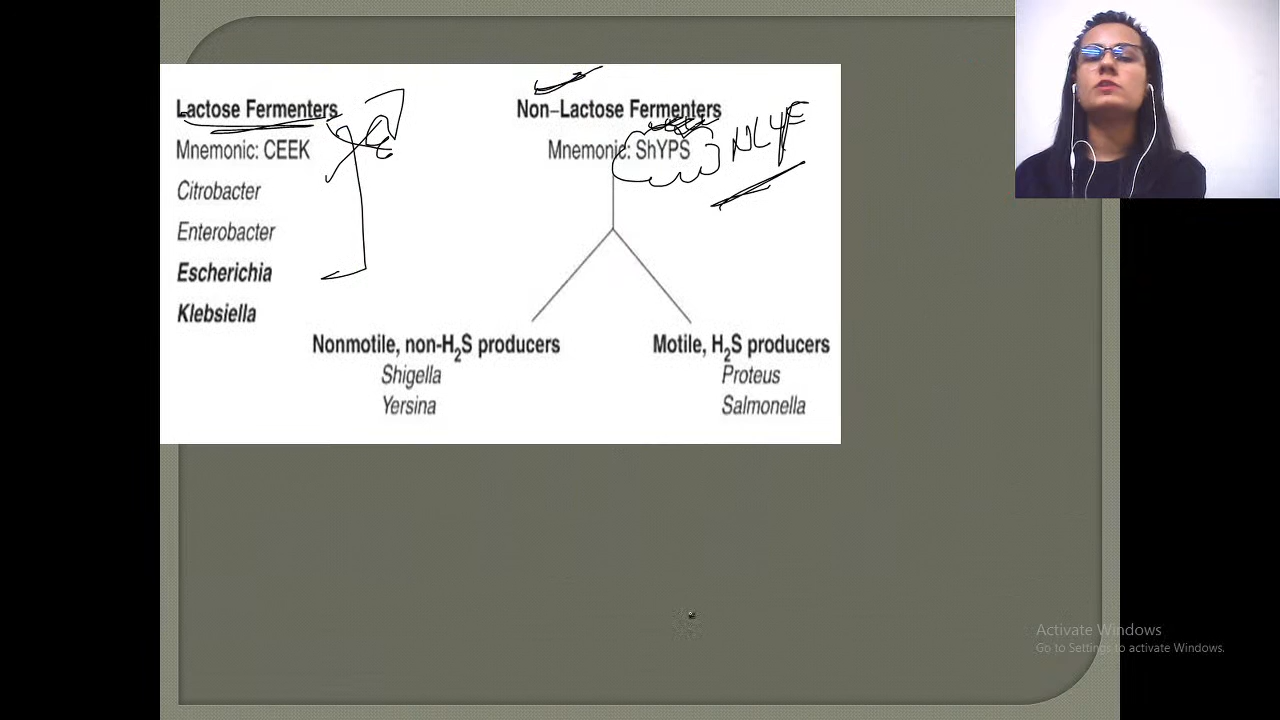 Lactose Fermenters
Mnemonic: CEEK
Citrobacter
Enterobacter
Escherichia
Klebsiella
Non–Lactose Fermenters
Mnemonic: ShYPS
Nonmotile, non-H₂S producers
Shigella
Yersina
Motile, H₂S producers
Proteus
Salmonella
Activate Windows
Go to Settings to activate Windows.